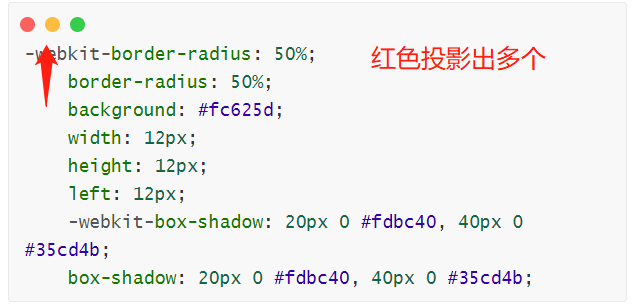 -webkit-border-radius: 50%;
红色投影出多个
border-radius: 50%;
background: #fc625d;
width: 12px;
height: 12px;
left: 12px;
-webkit-box-shadow: 20px 0 #fdbc40, 40px 0
#35cd4b;
box-shadow: 20px 0 #fdbc40, 40px 0 #35cd4b;